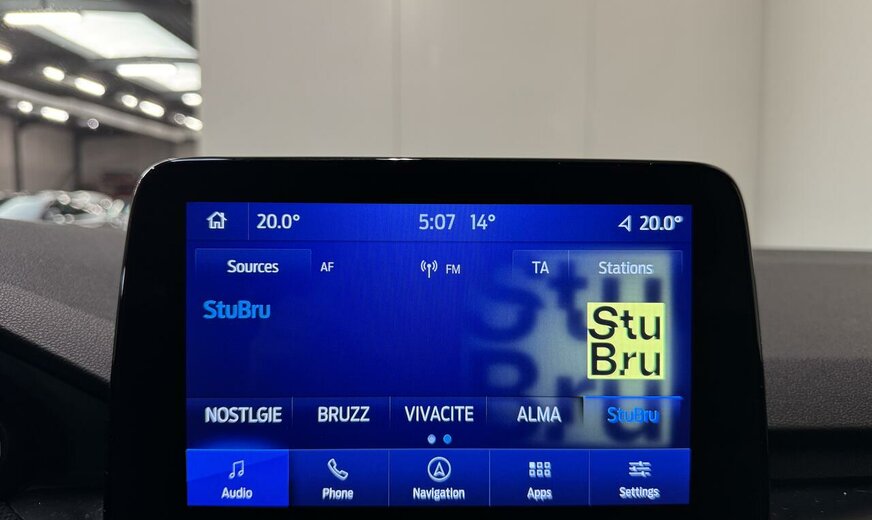 20.0° 5:07 14° 20.0°
Sources AF FM TA Stations
StuBru
Stu
Bru
NOSTLGIE BRUZZ VIVACITE ALMA StuBru
Audio Phone Navigation Apps Settings